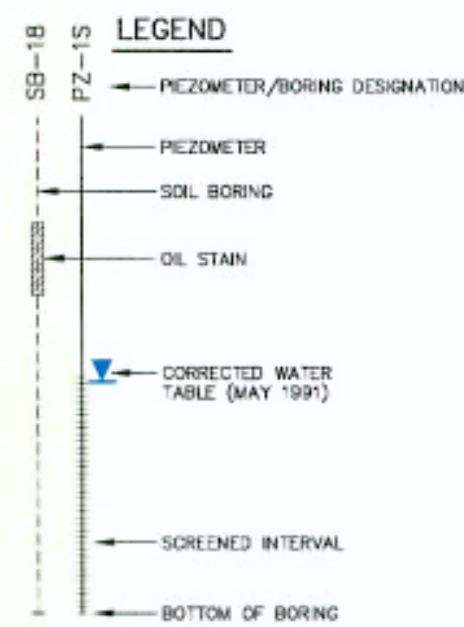 SB-18
PZ-1S
LEGEND
PIEZOMETER/BORING DESIGNATION
PIEZOMETER
SOIL BORING
OIL STAIN
CORRECTED WATER
TABLE (MAY 1991)
SCREENED INTERVAL
BOTTOM OF BORING